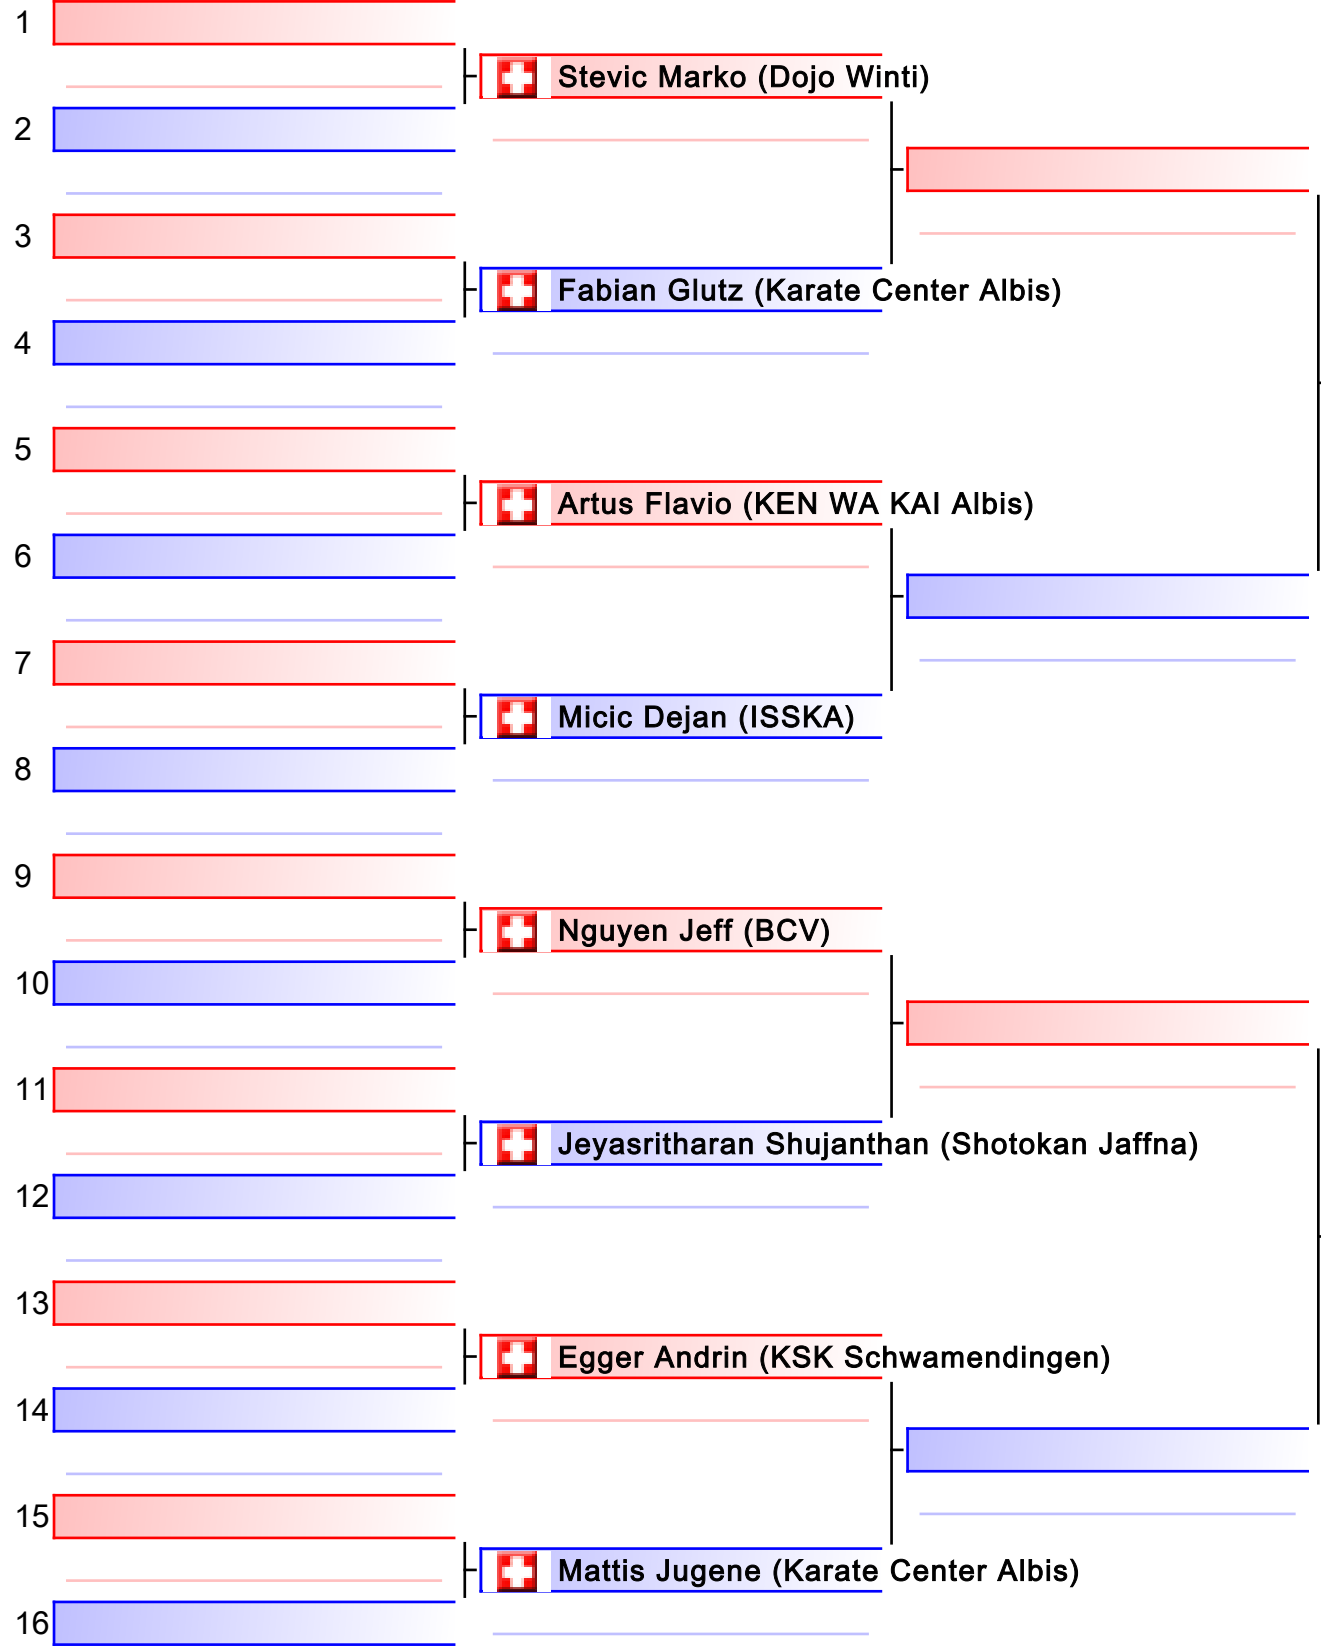 1
Stevic Marko (Dojo Winti)
2
3
Fabian Glutz (Karate Center Albis)
4
5
Artus Flavio (KEN WA KAI Albis)
6
7
Micic Dejan (ISSKA)
8
9
Nguyen Jeff (BCV)
10
11
Jeyasritharan Shujanthan (Shotokan Jaffna)
12
13
Egger Andrin (KSK Schwamendingen)
14
15
Mattis Jugene (Karate Center Albis)
16